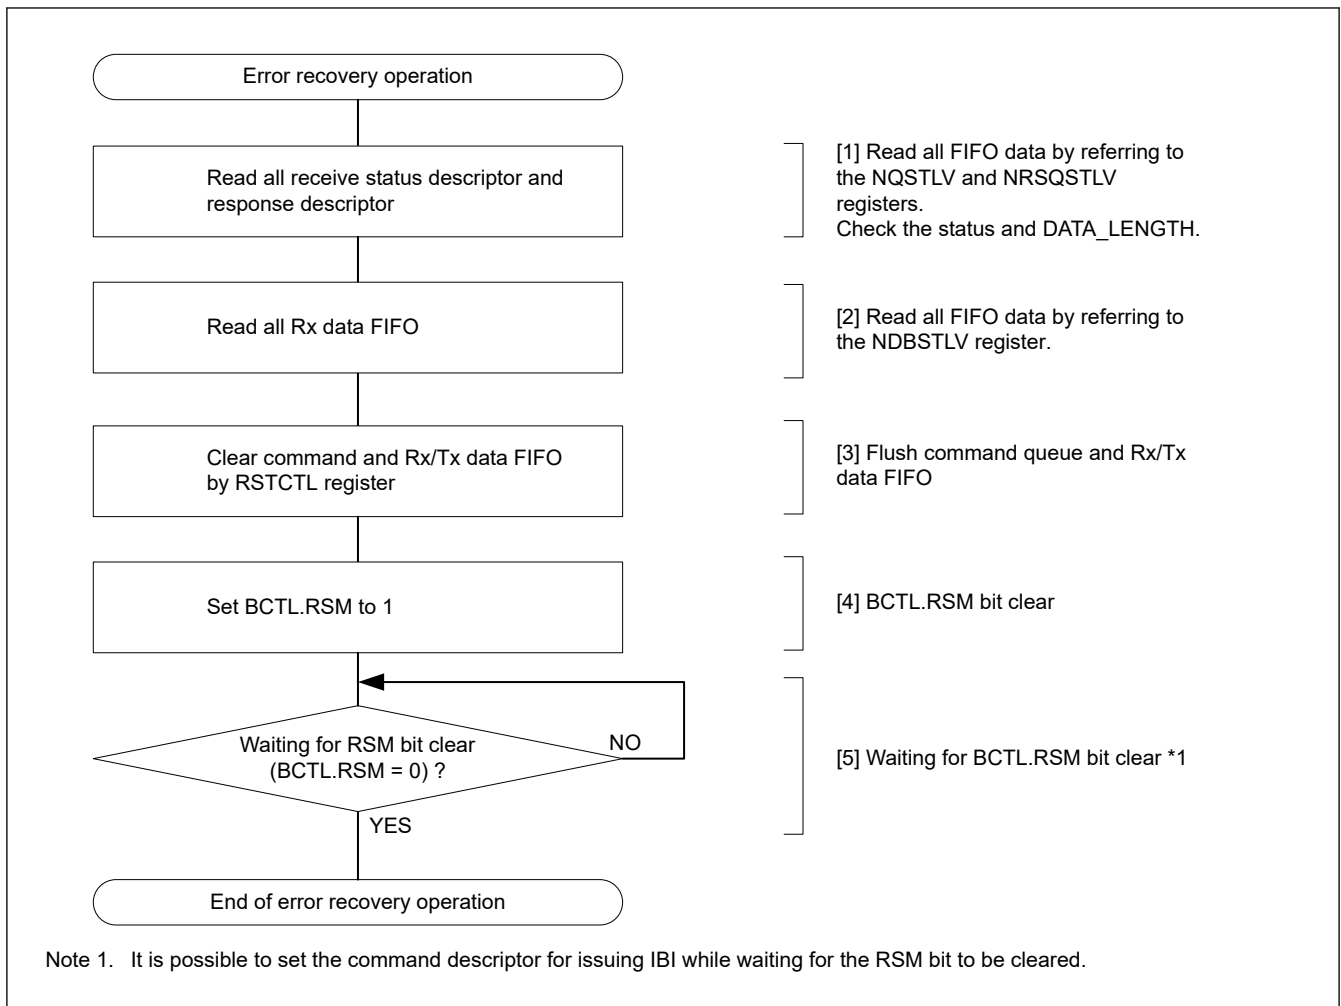 Error recovery operation
Read all receive status descriptor and
response descriptor
[1] Read all FIFO data by referring to
the NQSTLV and NRSQSTLV
registers.
Check the status and DATA_LENGTH.
Read all Rx data FIFO
[2] Read all FIFO data by referring to
the NDBSTLV register.
Clear command and Rx/Tx data FIFO
by RSTCTL register
[3] Flush command queue and Rx/Tx
data FIFO
Set BCTL.RSM to 1
[4] BCTL.RSM bit clear
Waiting for RSM bit clear
(BCTL.RSM = 0) ?
NO
[5] Waiting for BCTL.RSM bit clear *1
YES
End of error recovery operation
Note 1. It is possible to set the command descriptor for issuing IBI while waiting for the RSM bit to be cleared.